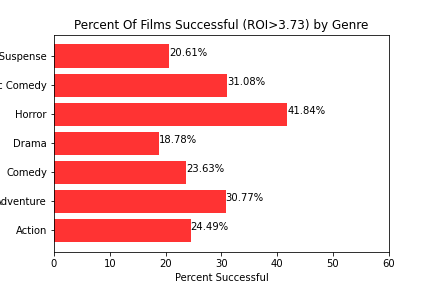 Percent Of Films Successful (ROI>3.73) by Genre
Suspense
20.61%
c Comedy
31.08%
Horror
41.84%
Drama
18.78%
Comedy
23.63%
Adventure
30.77%
Action
24.49%
0 10 20 30 40 50 60
Percent Successful